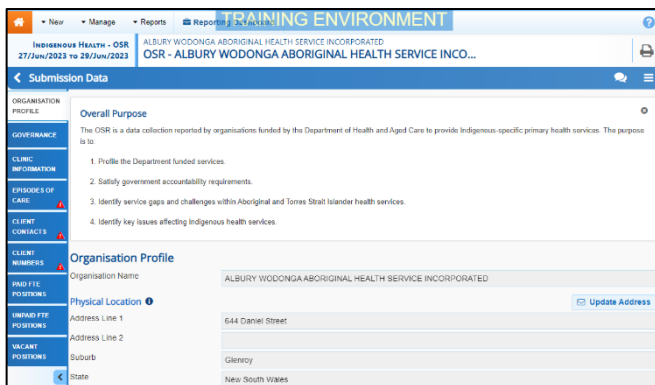 New
Manage
Reports
Reporting
TRAINING ENVIRONMENT
INDIGENOUS HEALTH - OSR
27/JUN/2023 TO 29/JUN/2023
ALBURY WODONGA ABORIGINAL HEALTH SERVICE INCORPORATED
OSR - ALBURY WODONGA ABORIGINAL HEALTH SERVICE INCO...
Submission Data
ORGANISATION
PROFILE
GOVERNANCE
CLINIC
INFORMATION
EPISODES OF
CARE
CLIENT
CONTACTS
CLIENT
NUMBERS
PAID FTE
POSITIONS
UNPAID FTE
POSITIONS
VACANT
POSITIONS
Overall Purpose
The OSR is a data collection reported by organisations funded by the Department of Health and Aged Care to provide Indigenous-specific primary health services. The purpose
is to:
1. Profile the Department funded services.
2. Satisfy government accountability requirements.
3. Identify service gaps and challenges within Aboriginal and Torres Strait Islander health services.
4. Identify key issues affecting Indigenous health services.
Organisation Profile
Organisation Name
ALBURY WODONGA ABORIGINAL HEALTH SERVICE INCORPORATED
Physical Location
Update Address
Address Line 1
644 Daniel Street
Address Line 2
Suburb
Glenroy
State
New South Wales